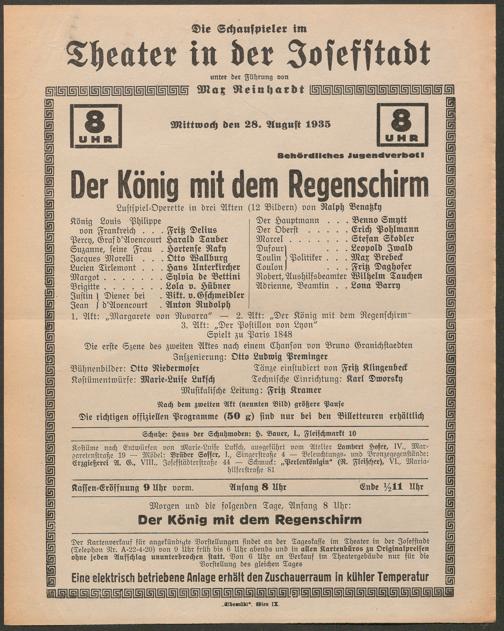 Die Schauspieler im
Theater in der Josefstadt
unter der Führung von
Max Reinhardt
8 UHR
Mittwoch den 28. August 1935
8 UHR
Behördliches Jugendverbot!
Der König mit dem Regenschirm
Lustspiel-Operette in drei Akten (12 Bildern) von Ralph Benatzky
König Louis Philippe
von Frankreich . . . Fritz Delius
Percy, Graf d'Avencourt Harald Tauber
Suzanne, seine Frau . Hortense Raky
Jacques Morelli . . Otto Wallburg
Lucien Tirlemont . . Hans Unterkircher
Margot . . . . . Sylvia de Bettini
Brigitte . . . . Lola v. Hübner
Justin } Diener bei . Vikt. v. Gschmeidler
Jean } d'Avencourt . Anton Rudolph
Der Hauptmann . . Benno Smytt
Der Oberst . . . Erich Pohlmann
Marcel . . . . Stefan Skodler
Dufour } . . Leopold Jwald
Toulin } Politiker . . Max Brebeck
Coulon } . . Fritz Daghofer
Robert, Aushilfsbeamter Wilhelm Tauchen
Adrienne, Beamtin . . Lona Barry
1. Akt: „Margarete von Navarra" — 2. Akt: „Der König mit dem Regenschirm"
3. Akt: „Der Postillon von Lyon"
Spielt zu Paris 1848
Die erste Szene des zweiten Aktes nach einem Chanson von Bruno Granichstaedten
Inszenierung: Otto Ludwig Preminger
Bühnenbilder: Otto Niedermoser
Tänze einstudiert von Fritz Klingenbeck
Kostümentwürfe: Marie-Luise Luksch
Technische Einrichtung: Karl Dworsky
Musikalische Leitung: Fritz Kramer
Nach dem zweiten Akt (neunten Bild) größere Pause
Die richtigen offiziellen Programme (50 g) sind nur bei den Billetteuren erhältlich
Schuhe: Haus der Schuhmoden: H. Bauer, I., Fleischmarkt 10
Kostüme nach Entwürfen von Marie-Luise Luksch, ausgeführt vom Atelier Lambert Hofer, IV., Mar-
garetenstraße 19 — Möbel: Brüder Soffer, I., Singerstraße 4 — Beleuchtungs- und Bronzegegenstände:
Erzgießerei A. G., VIII., Josefstädterstraße 44 — Schmuck: „Perlenkönigin" (R. Fleischer), VI., Maria-
hilferstraße 81
Kassen-Eröffnung 9 Uhr vorm.
Anfang 8 Uhr
Ende ½11 Uhr
Morgen und die folgenden Tage, Anfang 8 Uhr:
Der König mit dem Regenschirm
Der Kartenverkauf für angekündigte Vorstellungen findet an der Tageskasse im Theater in der Josefstadt
(Telephon Nr. A-22-4-20) von 9 Uhr früh bis 6 Uhr abends und in allen Kartenbüros zu Originalpreisen
ohne jeden Aufschlag ununterbrochen statt. Von 6 Uhr an Verkauf im Theatergebäude nur für die
Vorstellung des gleichen Tages
Eine elektrisch betriebene Anlage erhält den Zuschauerraum in kühler Temperatur
„Elbemühl", Wien IX.